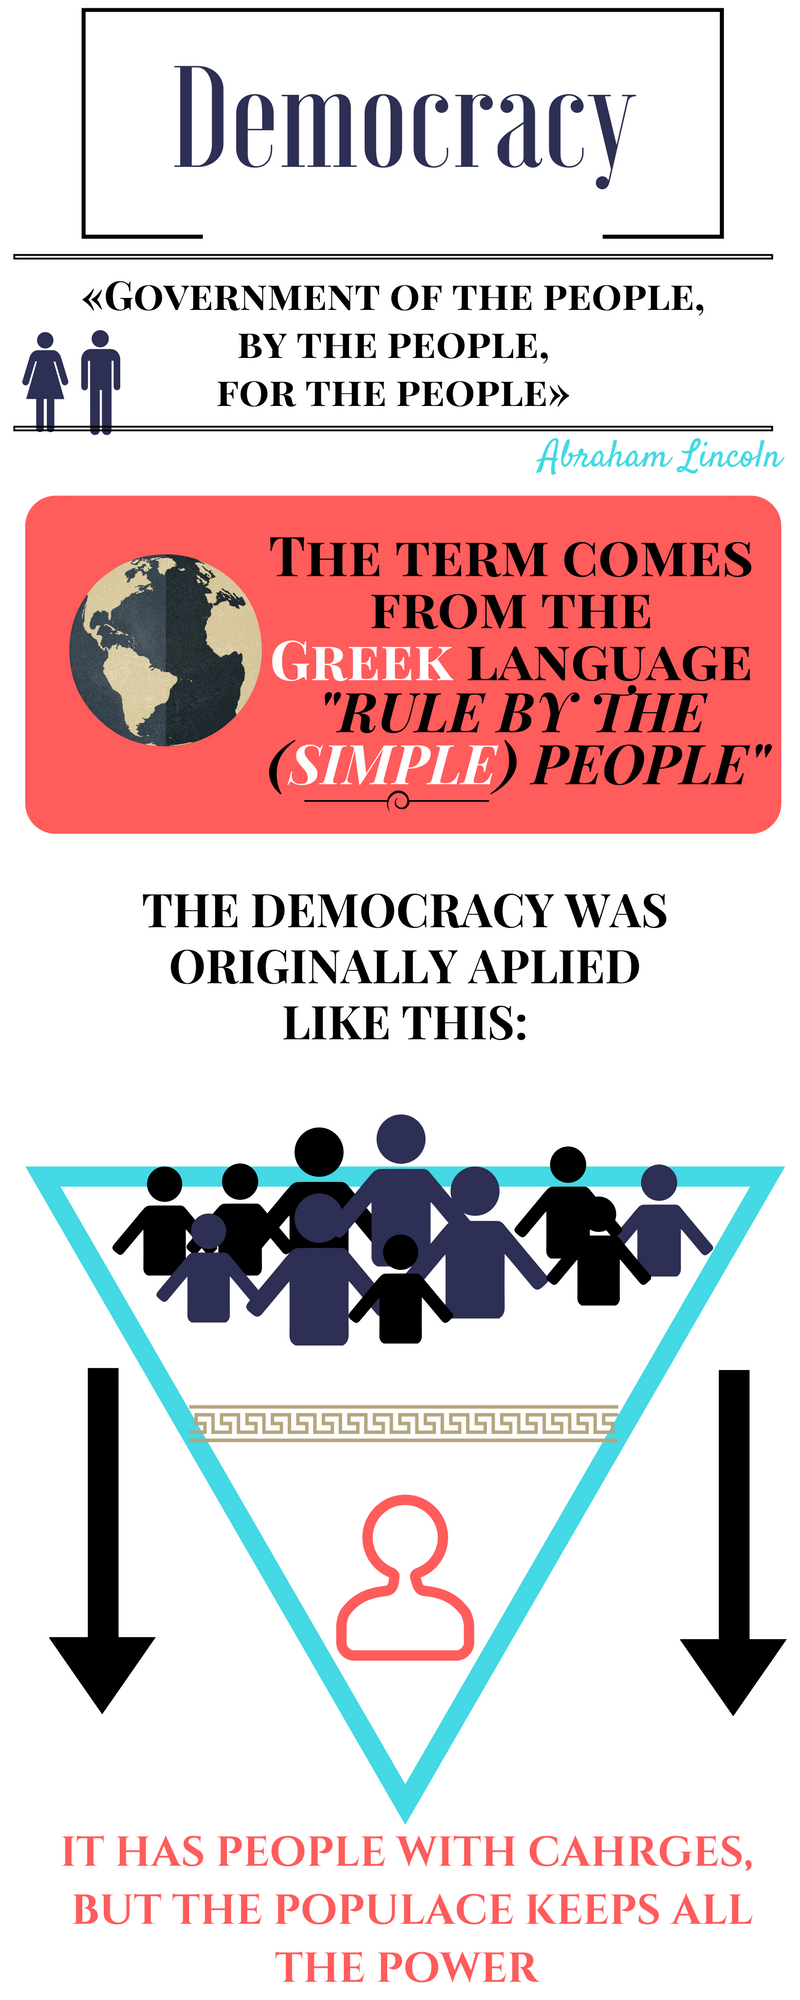 Democracy
«Government of the people,
by the people,
for the people»
Abraham Lincoln
The term comes
from the
Greek language
"rule by the
(simple) people"
THE DEMOCRACY WAS
ORIGINALLY APLIED
LIKE THIS:
IT HAS PEOPLE WITH CAHRGES,
BUT THE POPULACE KEEPS ALL
THE POWER